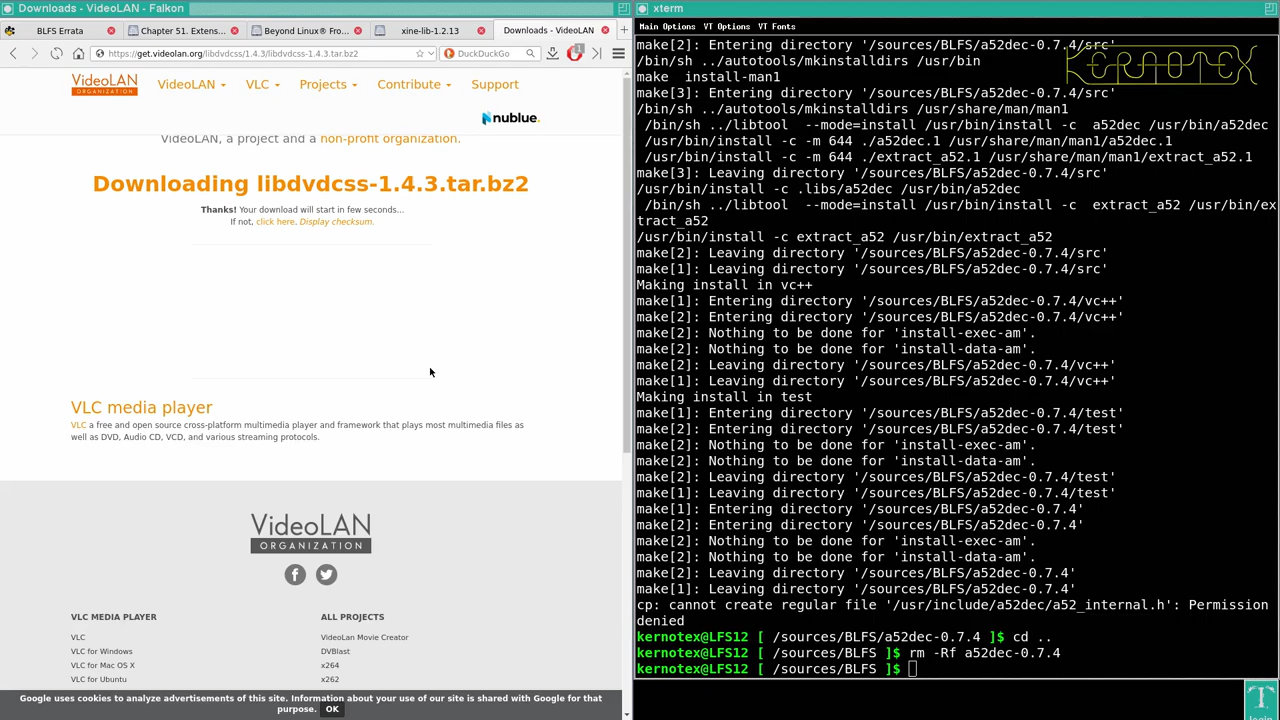 Downloads - VideoLAN - Falkon
BLFS Errata
Chapter 51. Extens...
Beyond Linux® Fro...
xine-lib-1.2.13
Downloads - VideoLAN
https://get.videolan.org/libdvdcss/1.4.3/libdvdcss-1.4.3.tar.bz2
DuckDuckGo
1
VideoLAN
ORGANIZATION
VideoLAN
VLC
Projects
Contribute
Support
nublue.
VideoLAN, a project and a non-profit organization.
Downloading libdvdcss-1.4.3.tar.bz2
Thanks! Your download will start in few seconds...
If not, click here. Display checksum.
VLC media player
VLC a free and open source cross-platform multimedia player and framework that plays most multimedia files as
well as DVD, Audio CD, VCD, and various streaming protocols.
VideoLAN
ORGANIZATION
VLC MEDIA PLAYER
VLC
VLC for Windows
VLC for Mac OS X
VLC for Ubuntu
ALL PROJECTS
VideoLan Movie Creator
DVBlast
x264
x262
Google uses cookies to analyze advertisements of this site. Information about your use of our site is shared with Google for that
purpose. OK
xterm
Main Options VT Options VT Fonts
KERNOTEX
make[2]: Entering directory '/sources/BLFS/a52dec-0.7.4/src'
/bin/sh ../autotools/mkinstalldirs /usr/bin
make  install-man1
make[3]: Entering directory '/sources/BLFS/a52dec-0.7.4/src'
/bin/sh ../autotools/mkinstalldirs /usr/share/man/man1
/bin/sh ../libtool  --mode=install /usr/bin/install -c  a52dec /usr/bin/a52dec
/usr/bin/install -c -m 644 ./a52dec.1 /usr/share/man/man1/a52dec.1
/usr/bin/install -c -m 644 ./extract_a52.1 /usr/share/man/man1/extract_a52.1
make[3]: Leaving directory '/sources/BLFS/a52dec-0.7.4/src'
/usr/bin/install -c .libs/a52dec /usr/bin/a52dec
/bin/sh ../libtool  --mode=install /usr/bin/install -c  extract_a52 /usr/bin/ex
tract_a52
/usr/bin/install -c extract_a52 /usr/bin/extract_a52
make[2]: Leaving directory '/sources/BLFS/a52dec-0.7.4/src'
make[1]: Leaving directory '/sources/BLFS/a52dec-0.7.4/src'
Making install in vc++
make[1]: Entering directory '/sources/BLFS/a52dec-0.7.4/vc++'
make[2]: Entering directory '/sources/BLFS/a52dec-0.7.4/vc++'
make[2]: Nothing to be done for 'install-exec-am'.
make[2]: Nothing to be done for 'install-data-am'.
make[2]: Leaving directory '/sources/BLFS/a52dec-0.7.4/vc++'
make[1]: Leaving directory '/sources/BLFS/a52dec-0.7.4/vc++'
Making install in test
make[1]: Entering directory '/sources/BLFS/a52dec-0.7.4/test'
make[2]: Entering directory '/sources/BLFS/a52dec-0.7.4/test'
make[2]: Nothing to be done for 'install-exec-am'.
make[2]: Nothing to be done for 'install-data-am'.
make[2]: Leaving directory '/sources/BLFS/a52dec-0.7.4/test'
make[1]: Leaving directory '/sources/BLFS/a52dec-0.7.4/test'
make[1]: Entering directory '/sources/BLFS/a52dec-0.7.4'
make[2]: Entering directory '/sources/BLFS/a52dec-0.7.4'
make[2]: Nothing to be done for 'install-exec-am'.
make[2]: Nothing to be done for 'install-data-am'.
make[2]: Leaving directory '/sources/BLFS/a52dec-0.7.4'
make[1]: Leaving directory '/sources/BLFS/a52dec-0.7.4'
cp: cannot create regular file '/usr/include/a52dec/a52_internal.h': Permission
denied
kernotex@LFS12 [ /sources/BLFS/a52dec-0.7.4 ]$ cd ..
kernotex@LFS12 [ /sources/BLFS ]$ rm -Rf a52dec-0.7.4
kernotex@LFS12 [ /sources/BLFS ]$